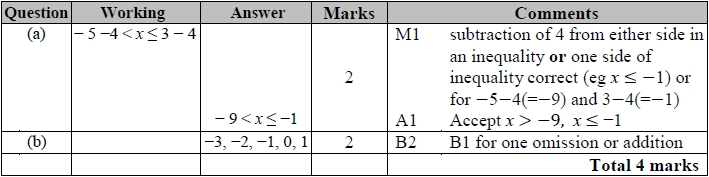 Question Working Answer Marks Comments
(a) – 5 –4 < x ≤ 3 – 4 M1 subtraction of 4 from either side in
an inequality or one side of
2 inequality correct (eg x ≤ −1) or
for −5−4(=−9) and 3−4(=−1)
– 9 < x ≤ –1 A1 Accept x > −9, x ≤ −1
(b) −3, −2, −1, 0, 1 2 B2 B1 for one omission or addition
Total 4 marks